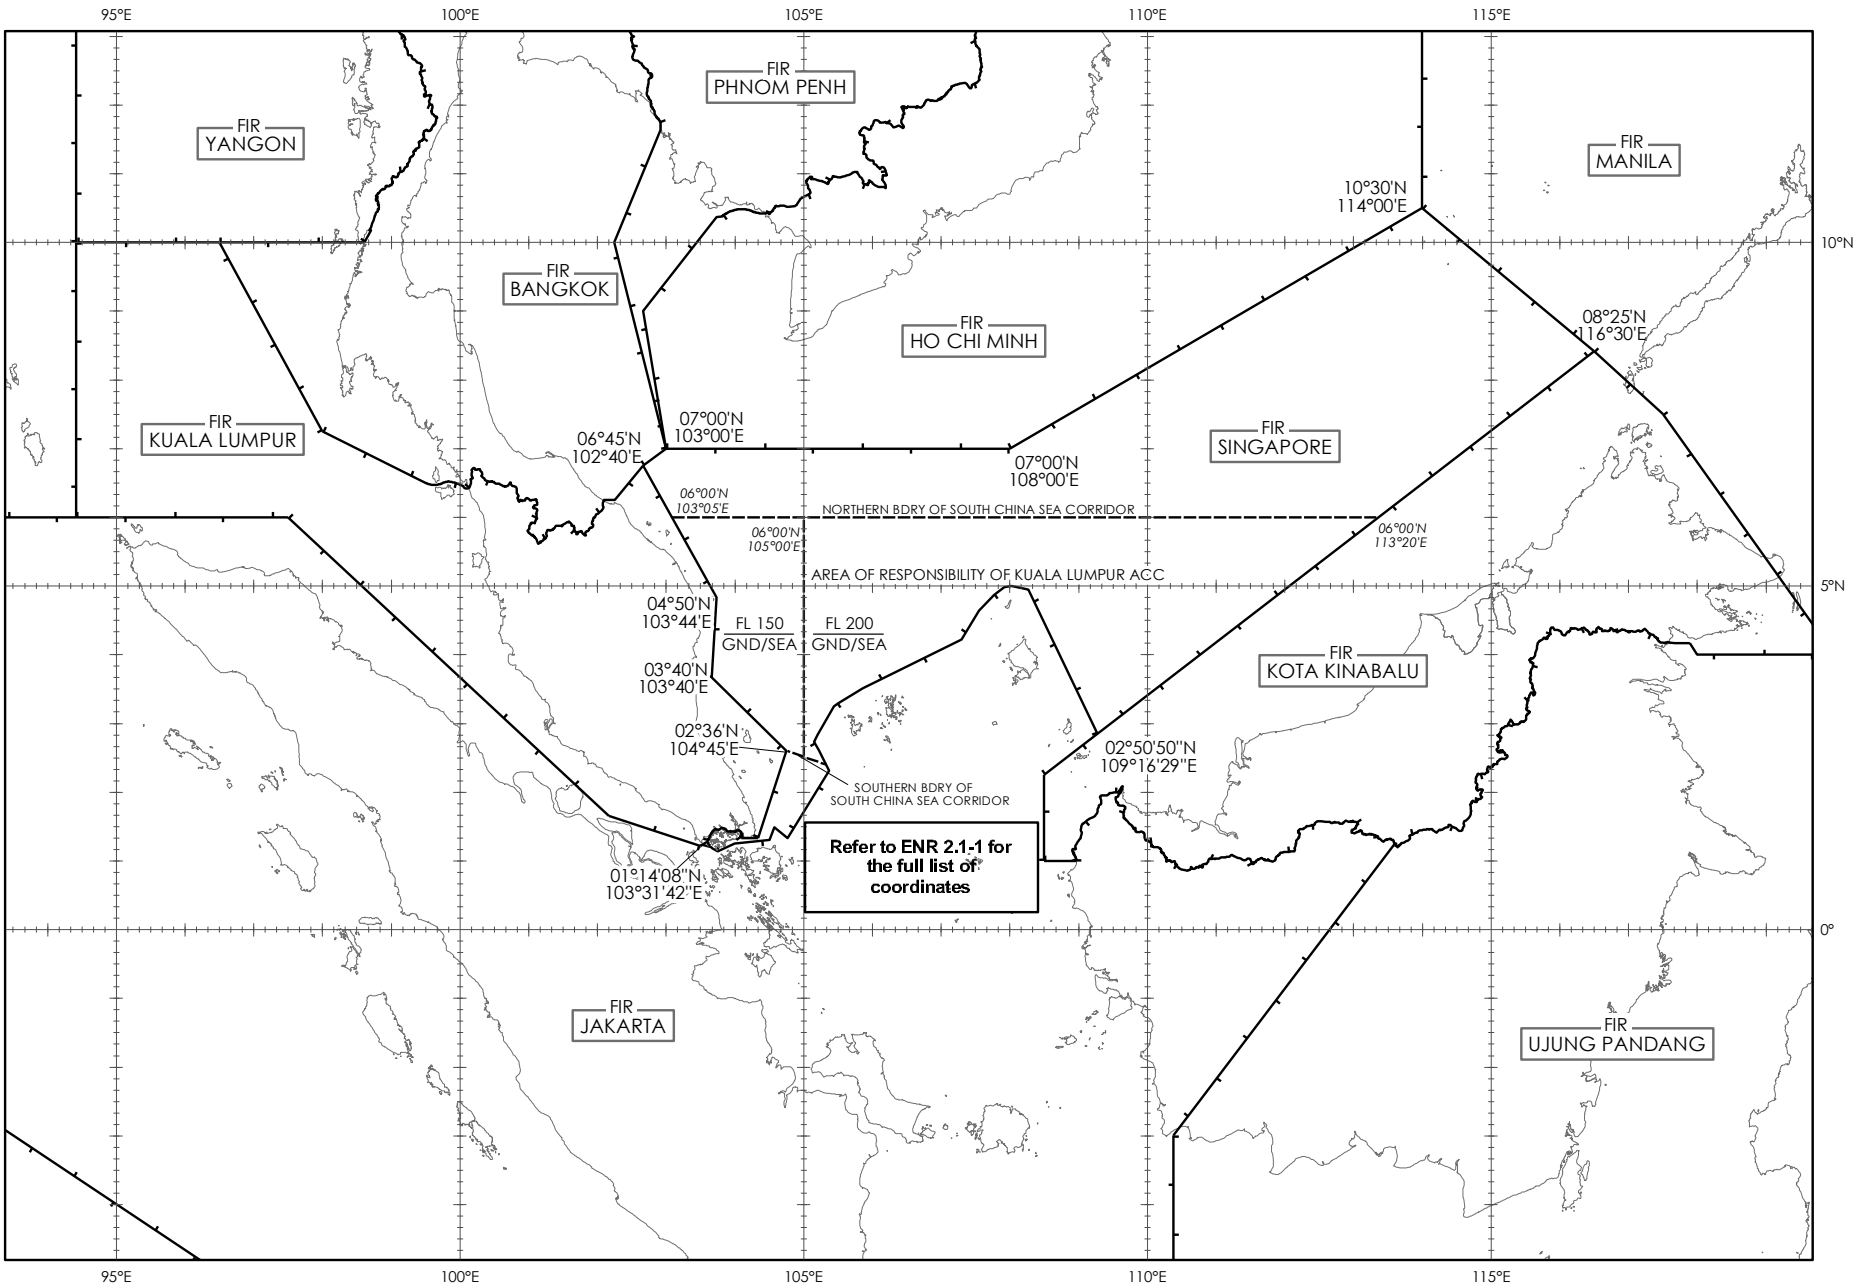 95°E
100°E
105°E
110°E
115°E
FIR
PHNOM PENH
FIR
YANGON
FIR
MANILA
10°30'N
114°00'E
10°N
FIR
BANGKOK
FIR
HO CHI MINH
08°25'N
116°30'E
FIR
KUALA LUMPUR
06°45'N
102°40'E
07°00'N
103°00'E
FIR
SINGAPORE
07°00'N
108°00'E
06°00'N
103°05'E
NORTHERN BDRY OF SOUTH CHINA SEA CORRIDOR
06°00'N
105°00'E
06°00'N
113°20'E
AREA OF RESPONSIBILITY OF KUALA LUMPUR ACC
5°N
04°50'N
103°44'E
FL 150
GND/SEA
FL 200
GND/SEA
03°40'N
103°40'E
FIR
KOTA KINABALU
02°36'N
104°45'E
02°50'50"N
109°16'29"E
SOUTHERN BDRY OF
SOUTH CHINA SEA CORRIDOR
Refer to ENR 2.1-1 for
the full list of
coordinates
01°14'08"N
103°31'42"E
0°
FIR
JAKARTA
FIR
UJUNG PANDANG
95°E
100°E
105°E
110°E
115°E